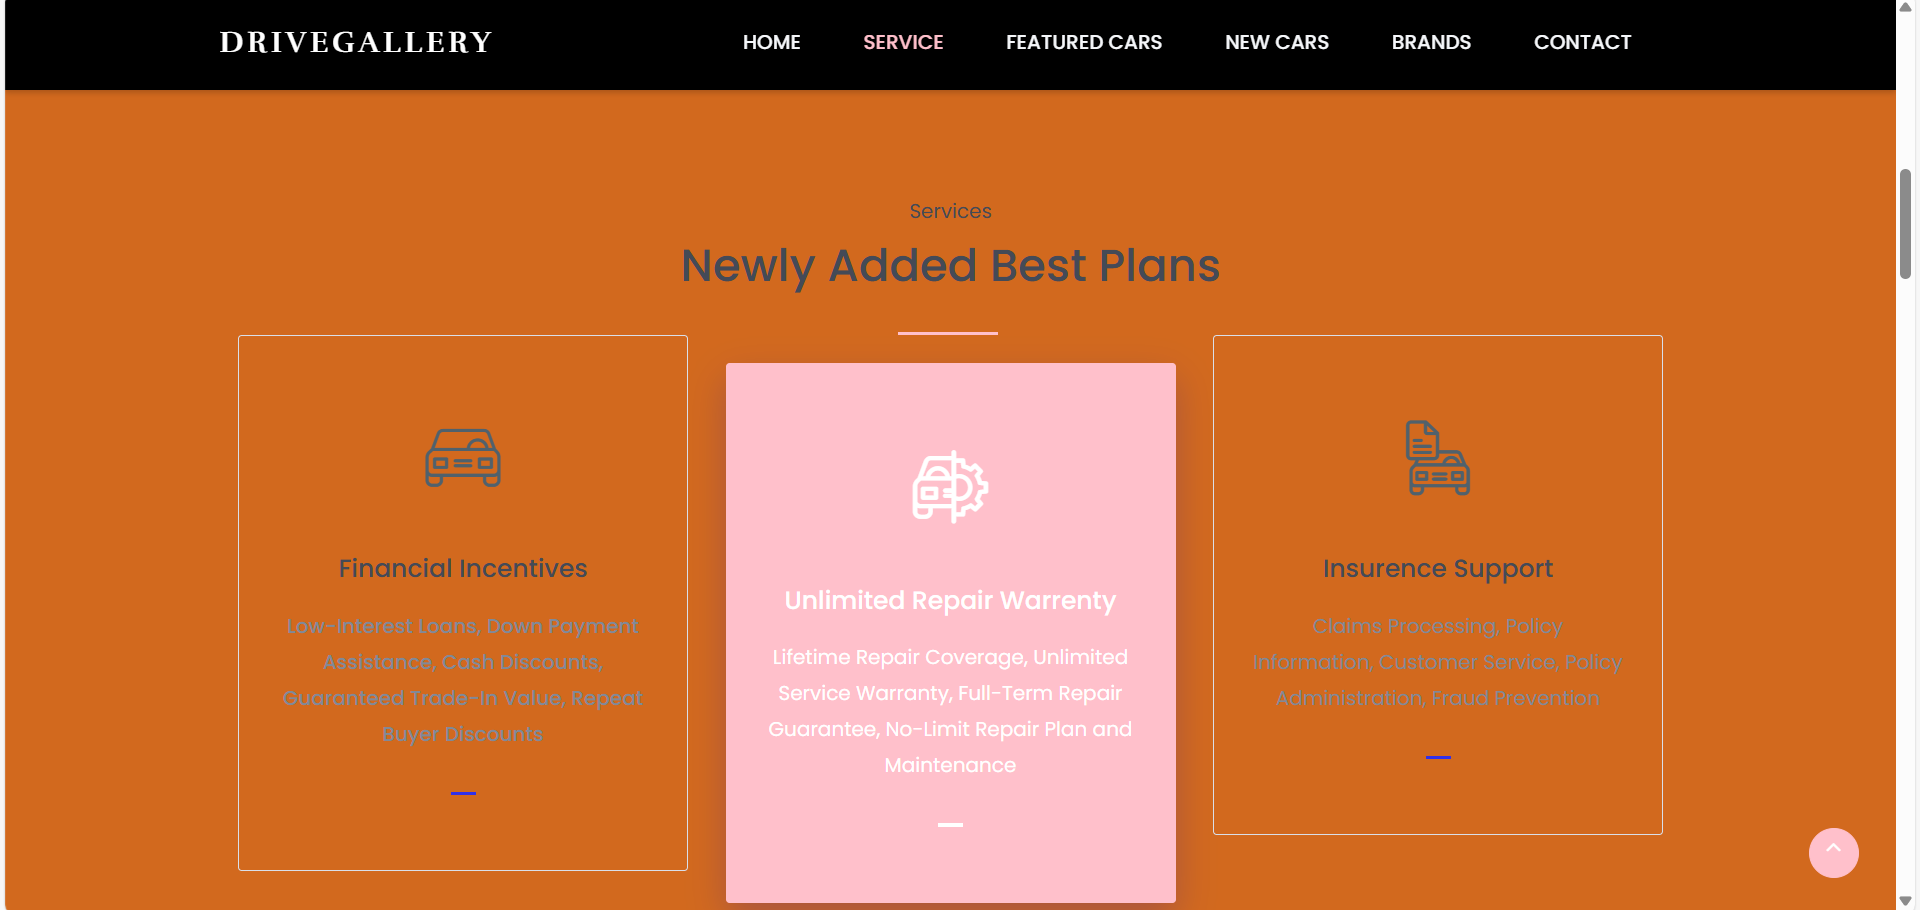 DRIVEGALLERY
HOME
SERVICE
FEATURED CARS
NEW CARS
BRANDS
CONTACT
Services
Newly Added Best Plans
Financial Incentives
Low-Interest Loans, Down Payment
Assistance, Cash Discounts,
Guaranteed Trade-In Value, Repeat
Buyer Discounts
Unlimited Repair Warrenty
Lifetime Repair Coverage, Unlimited
Service Warranty, Full-Term Repair
Guarantee, No-Limit Repair Plan and
Maintenance
Insurence Support
Claims Processing, Policy
Information, Customer Service, Policy
Administration, Fraud Prevention